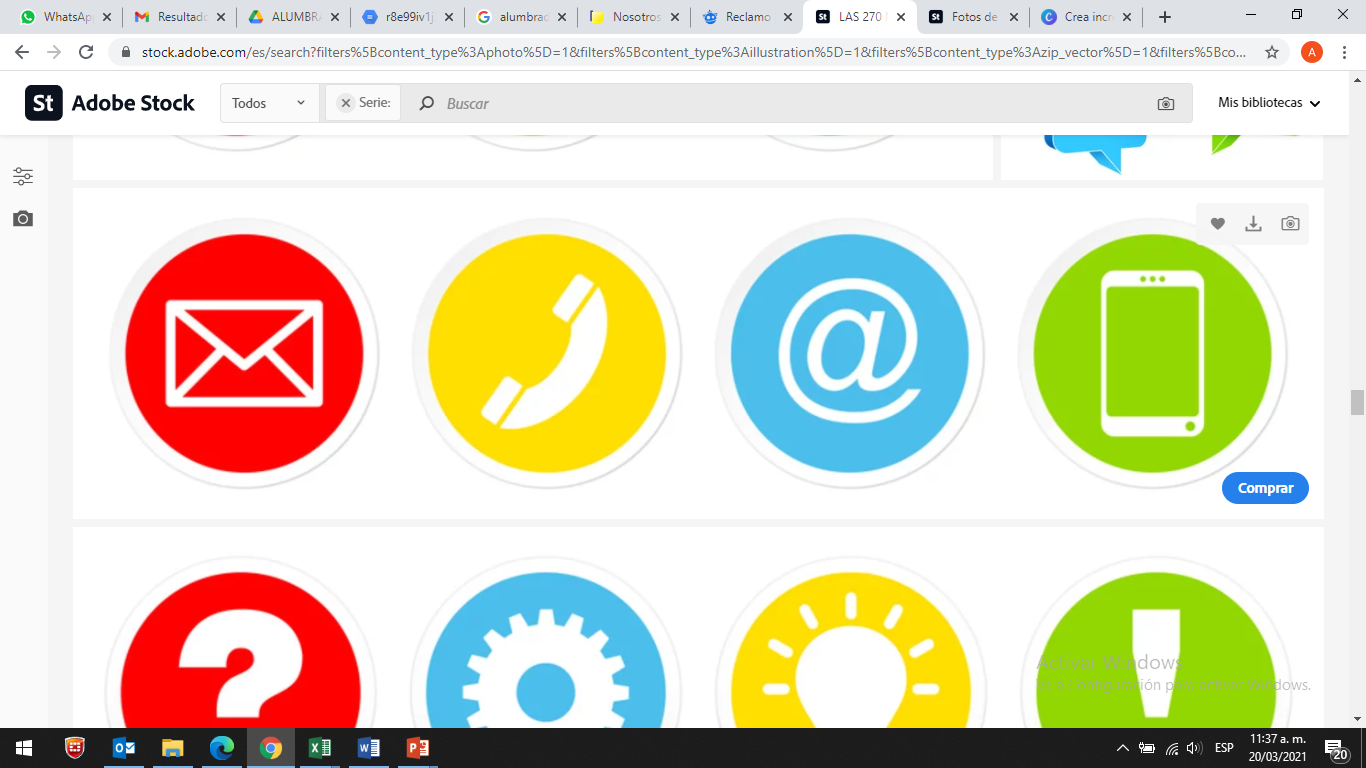 WhatsApp
Resultado
ALUMBRA
r8e99iv1j
alumbrac
Nosotros
Reclamo
LAS 270
Fotos de
Crea incr
stock.adobe.com/es/search?filters%5Bcontent_type%3Aphoto%5D=1&filters%5Bcontent_type%3Aillustration%5D=1&filters%5Bcontent_type%3Azip_vector%5D=1&filters%5Bco...
A
St Adobe Stock
Todos
Serie:
Buscar
Mis bibliotecas
@
Comprar
?
!
Activar Windows
Ve a Configuración para activar Windows.
ESP
11:37 a. m.
20/03/2021
20